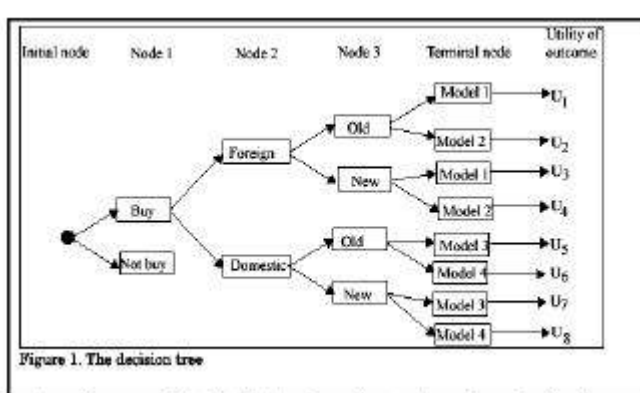 Utility of
Initial node Node 1 Node 2 Node 3 Terminal node outcome
Model 1 U1
Old
Model 2 U2
Foreign
Model 1 U3
New
Model 2 U4
Buy
Old Model 3 U5
Not buy Domestic Model 4 U6
New Model 3 U7
Model 4 U8
Figure 1. The decision tree